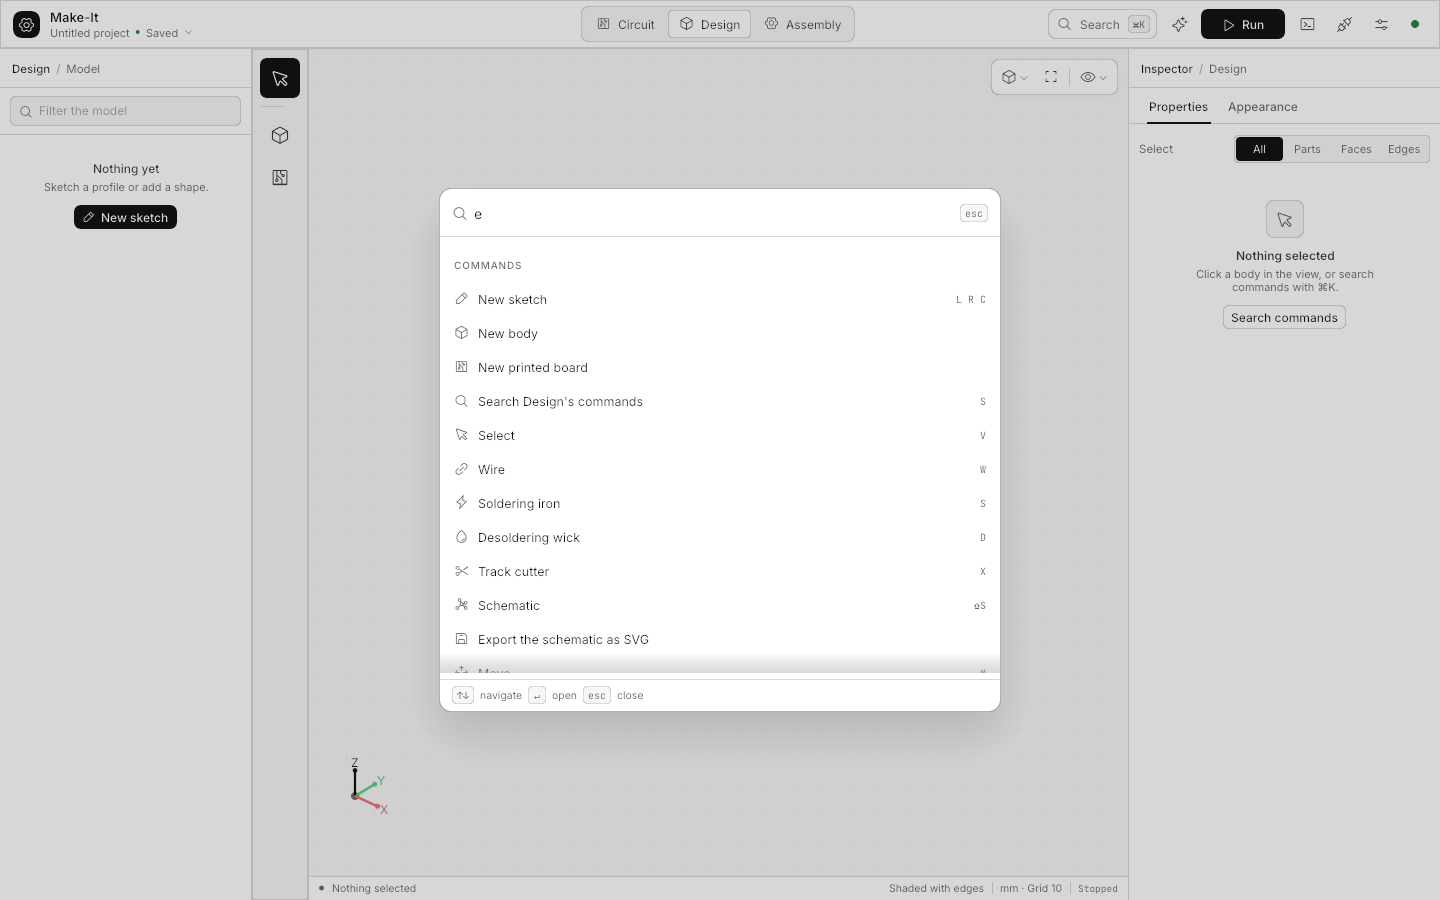 Make-It
Untitled project • Saved
Circuit
Design
Assembly
Search ⌘K
Run
Design / Model
Filter the model
Nothing yet
Sketch a profile or add a shape.
New sketch
Inspector / Design
Properties
Appearance
Select
All
Parts
Faces
Edges
Nothing selected
Click a body in the view, or search
commands with ⌘K.
Search commands
e
esc
COMMANDS
New sketch L R C
New body
New printed board
Search Design's commands S
Select V
Wire W
Soldering iron S
Desoldering wick D
Track cutter X
Schematic ⇧S
Export the schematic as SVG
Move M
↑↓ navigate ↵ open esc close
Z
Y
X
Nothing selected
Shaded with edges
mm · Grid 10
Stopped